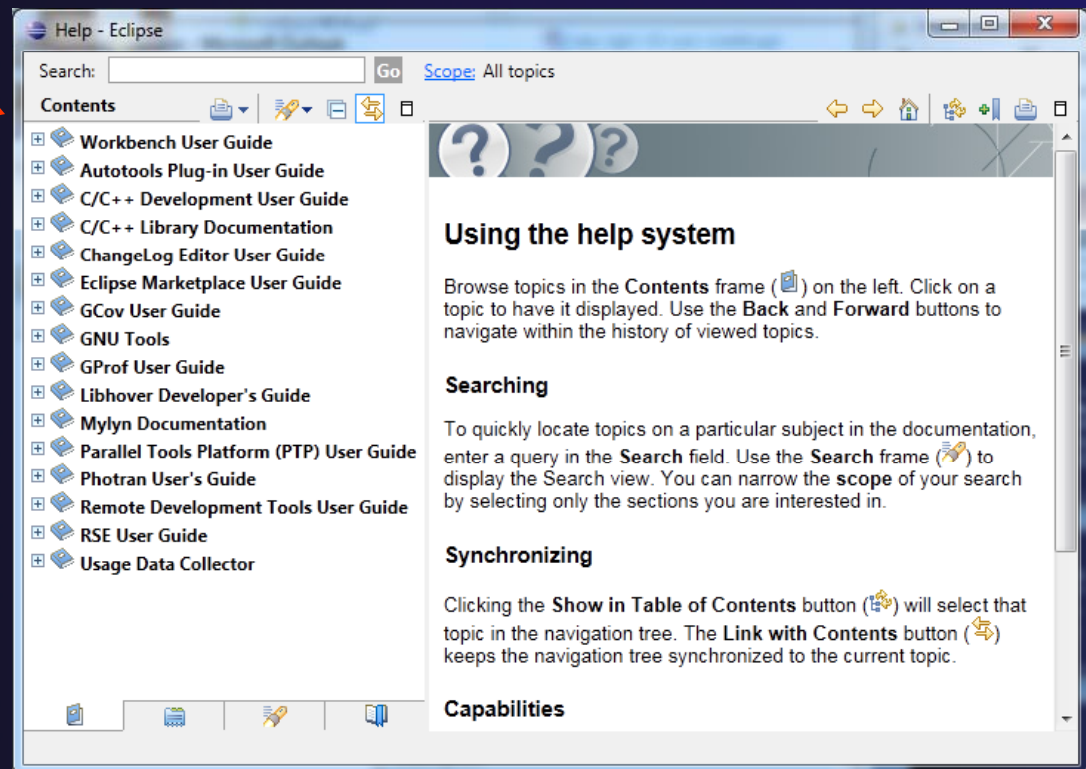 Help - Eclipse
Search:
Go
Scope: All topics
Contents
Workbench User Guide
Autotools Plug-in User Guide
C/C++ Development User Guide
C/C++ Library Documentation
ChangeLog Editor User Guide
Eclipse Marketplace User Guide
GCov User Guide
GNU Tools
GProf User Guide
Libhover Developer's Guide
Mylyn Documentation
Parallel Tools Platform (PTP) User Guide
Photran User's Guide
Remote Development Tools User Guide
RSE User Guide
Usage Data Collector
Using the help system
Browse topics in the Contents frame ( ) on the left. Click on a
topic to have it displayed. Use the Back and Forward buttons to
navigate within the history of viewed topics.
Searching
To quickly locate topics on a particular subject in the documentation,
enter a query in the Search field. Use the Search frame ( ) to
display the Search view. You can narrow the scope of your search
by selecting only the sections you are interested in.
Synchronizing
Clicking the Show in Table of Contents button ( ) will select that
topic in the navigation tree. The Link with Contents button ( )
keeps the navigation tree synchronized to the current topic.
Capabilities